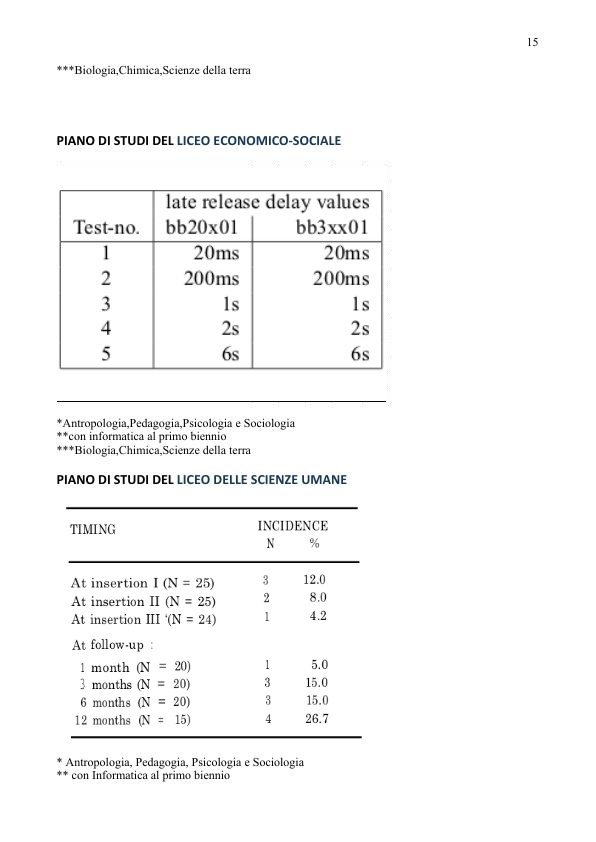 15
***Biologia,Chimica,Scienze della terra
PIANO DI STUDI DEL LICEO ECONOMICO-SOCIALE
late release delay values
Test-no. bb20x01 bb3xx01
1 20ms 20ms
2 200ms 200ms
3 1s 1s
4 2s 2s
5 6s 6s
*Antropologia,Pedagogia,Psicologia e Sociologia
**con informatica al primo biennio
***Biologia,Chimica,Scienze della terra
PIANO DI STUDI DEL LICEO DELLE SCIENZE UMANE
TIMING INCIDENCE
N %
At insertion I (N = 25) 3 12.0
At insertion II (N = 25) 2 8.0
At insertion III '(N = 24) 1 4.2
At follow-up :
1 month (N = 20) 1 5.0
3 months (N = 20) 3 15.0
6 months (N = 20) 3 15.0
12 months (N = 15) 4 26.7
* Antropologia, Pedagogia, Psicologia e Sociologia
** con Informatica al primo biennio